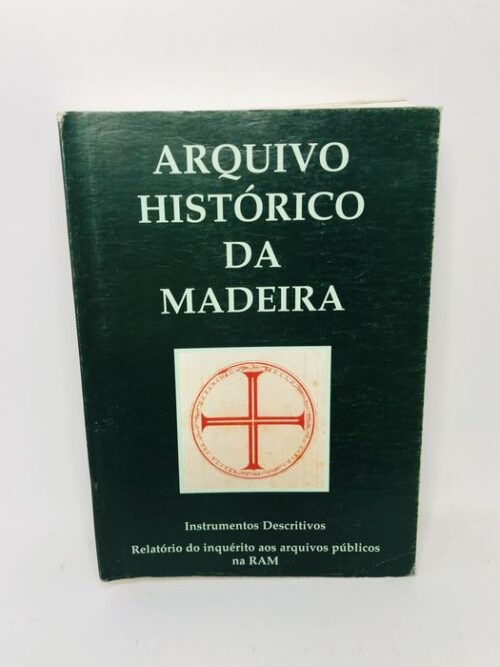 ARQUIVO
HISTÓRICO
DA
MADEIRA
Instrumentos Descritivos
Relatório do inquérito aos arquivos públicos
na RAM